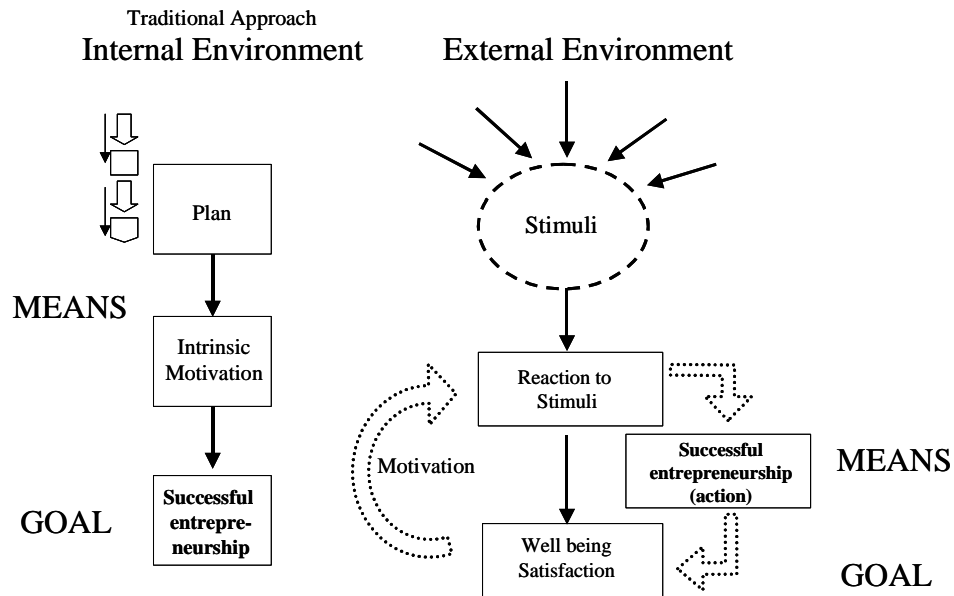 Traditional Approach
Internal Environment
Plan
MEANS
Intrinsic
Motivation
GOAL
Successful
entrepre-
neurship
External Environment
Stimuli
Reaction to
Stimuli
Motivation
Successful
entrepreneurship
(action)
MEANS
Well being
Satisfaction
GOAL